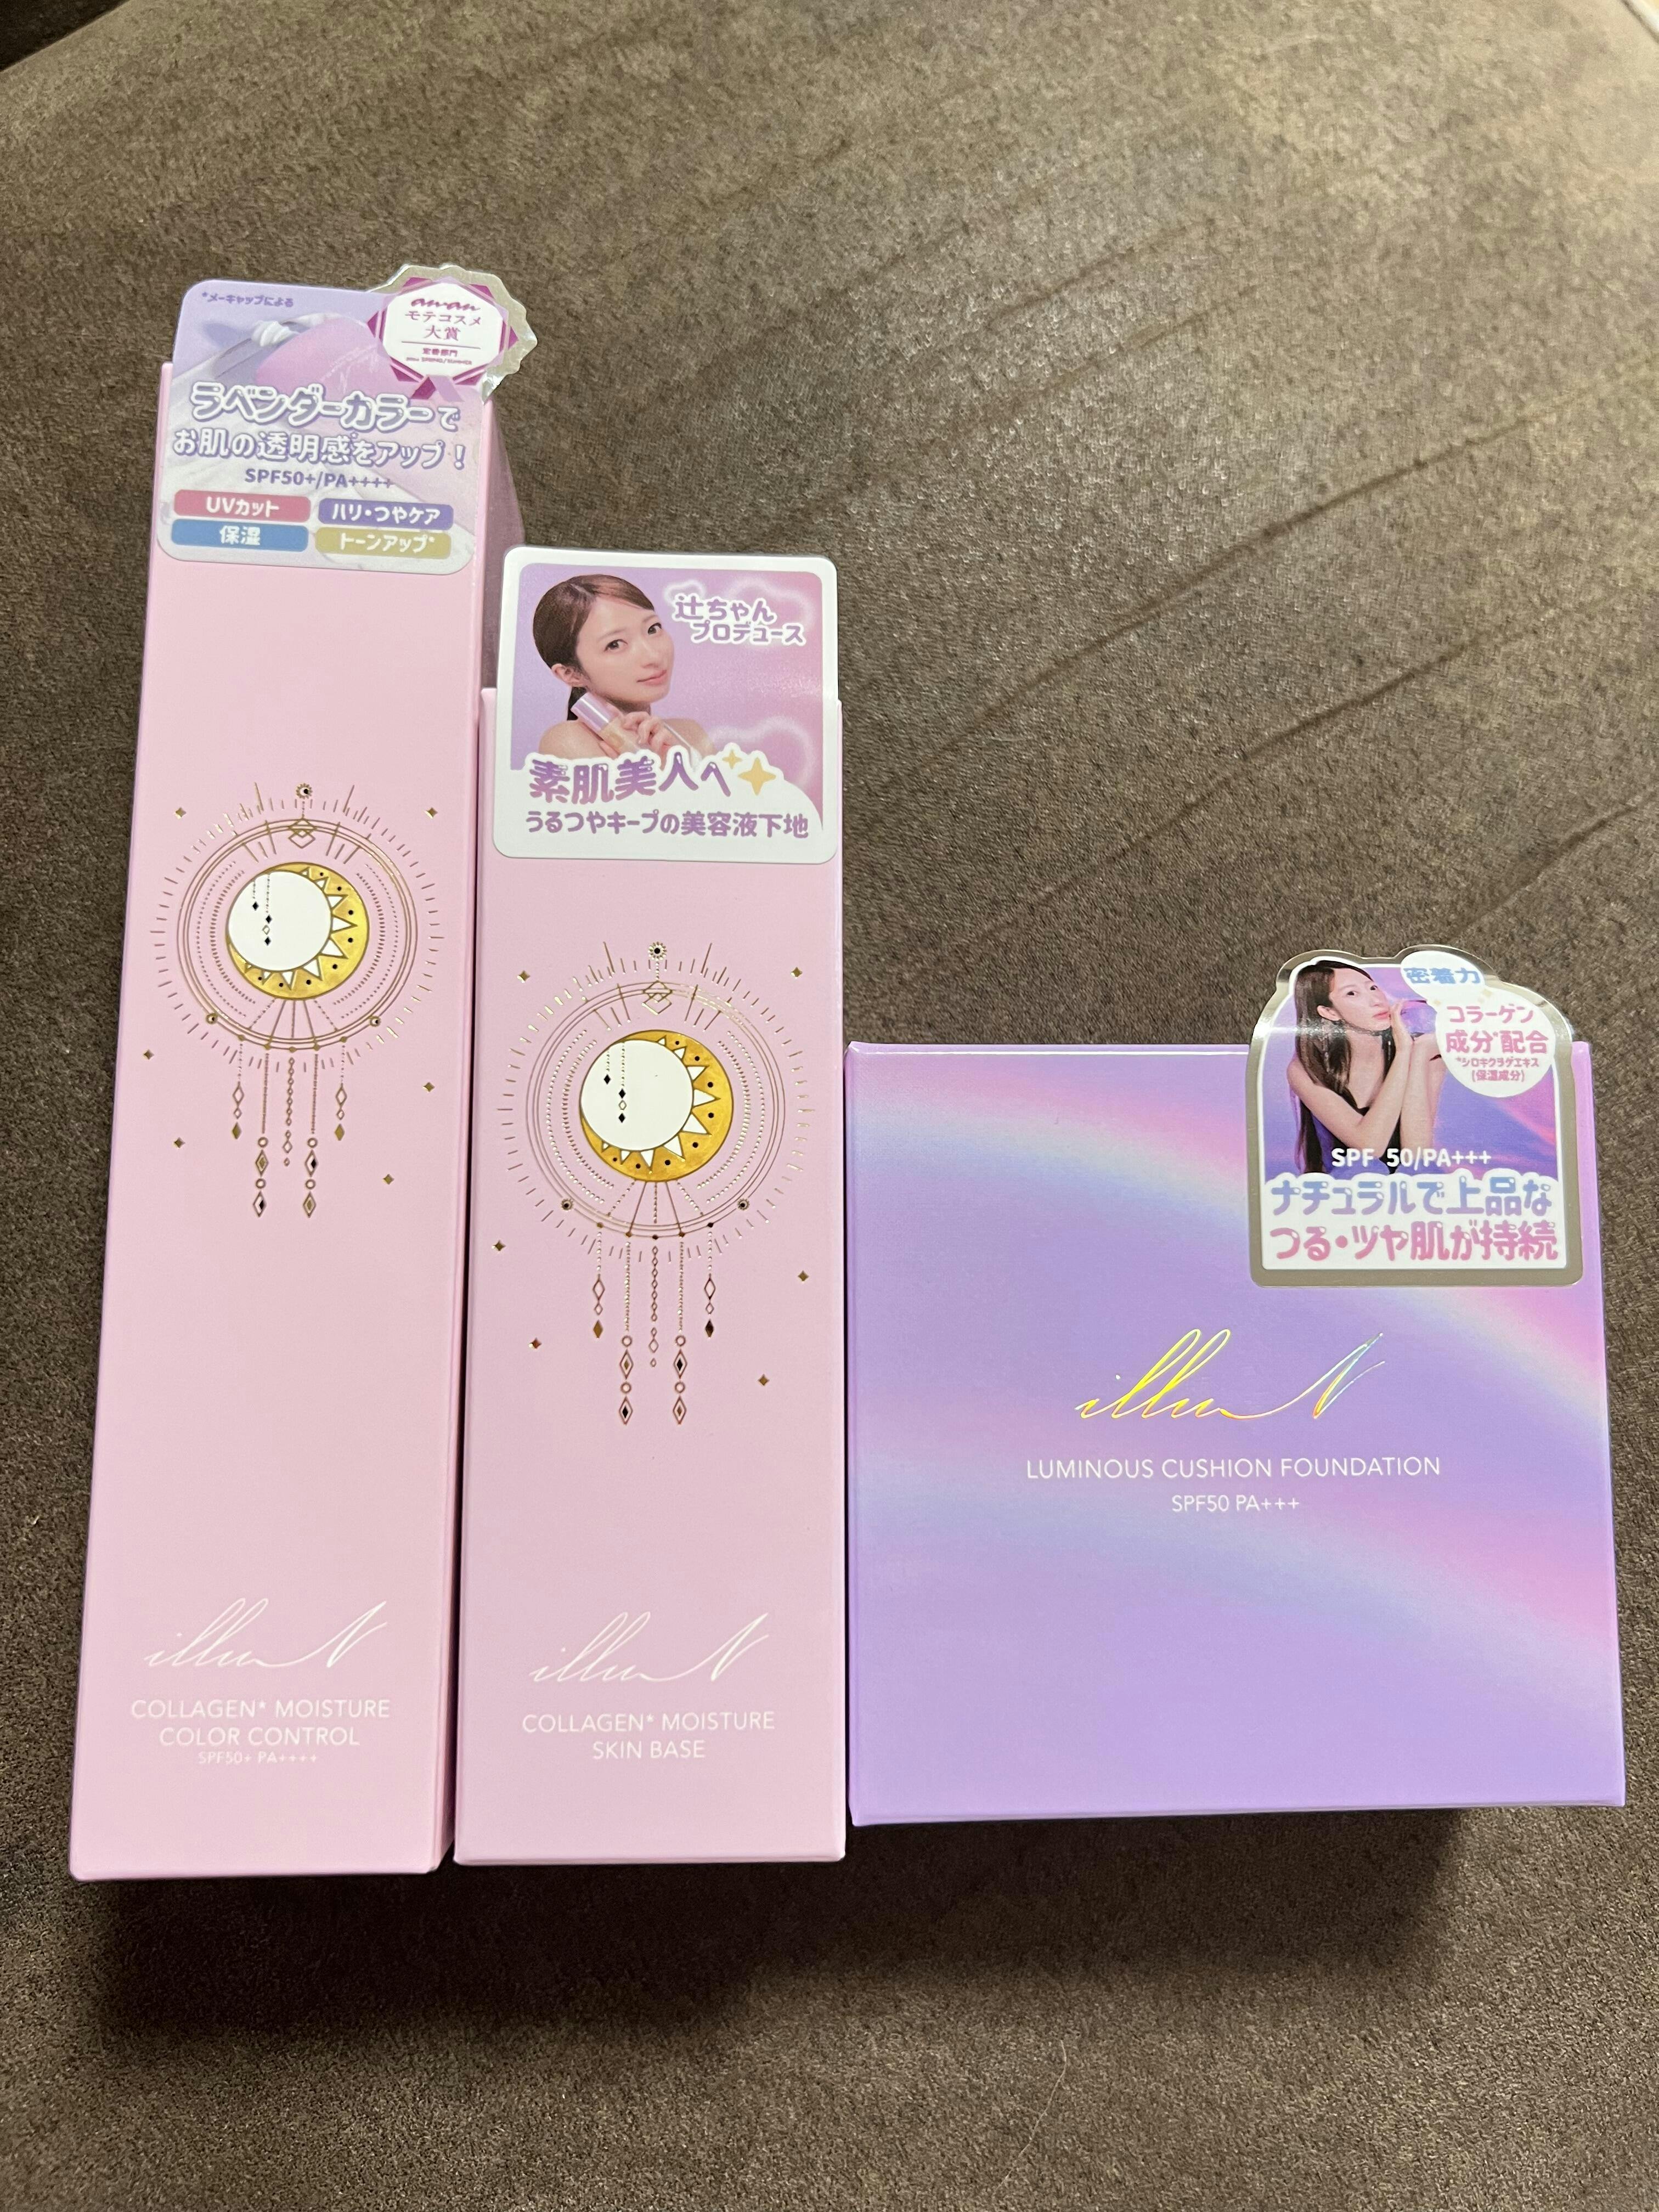 *メーキャップによる
anan
モテコスメ
大賞
定番部門
ラベンダーカラーで
お肌の透明感をアップ！
SPF50+/PA++++
UVカット
ハリ・つやケア
保湿
トーンアップ*
illuN
COLLAGEN* MOISTURE
COLOR CONTROL
SPF50+ PA++++
辻ちゃん
プロデュース
素肌美人へ
うるつやキープの美容液下地
illuN
COLLAGEN* MOISTURE
SKIN BASE
密着力
コラーゲン
成分*配合
*シロキクラゲエキス
(保湿成分)
SPF 50/PA+++
ナチュラルで上品な
つる・ツヤ肌が持続
illuN
LUMINOUS CUSHION FOUNDATION
SPF50 PA+++